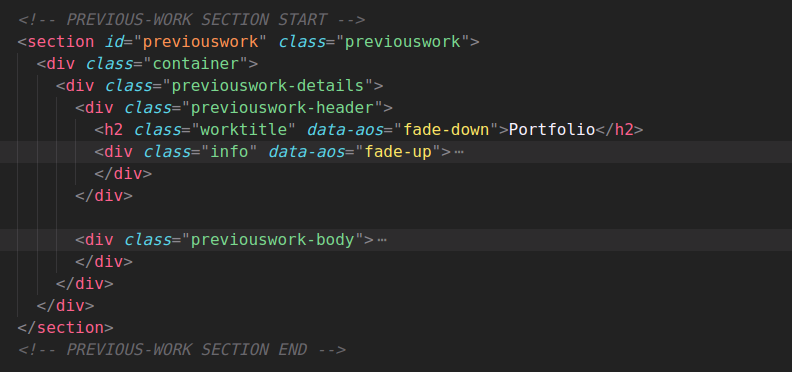 <!-- PREVIOUS-WORK SECTION START -->
<section id="previouswork" class="previouswork">
<div class="container">
<div class="previouswork-details">
<div class="previouswork-header">
<h2 class="worktitle" data-aos="fade-down">Portfolio</h2>
<div class="info" data-aos="fade-up">⋯
</div>
</div>
<div class="previouswork-body">⋯
</div>
</div>
</div>
</section>
<!-- PREVIOUS-WORK SECTION END -->